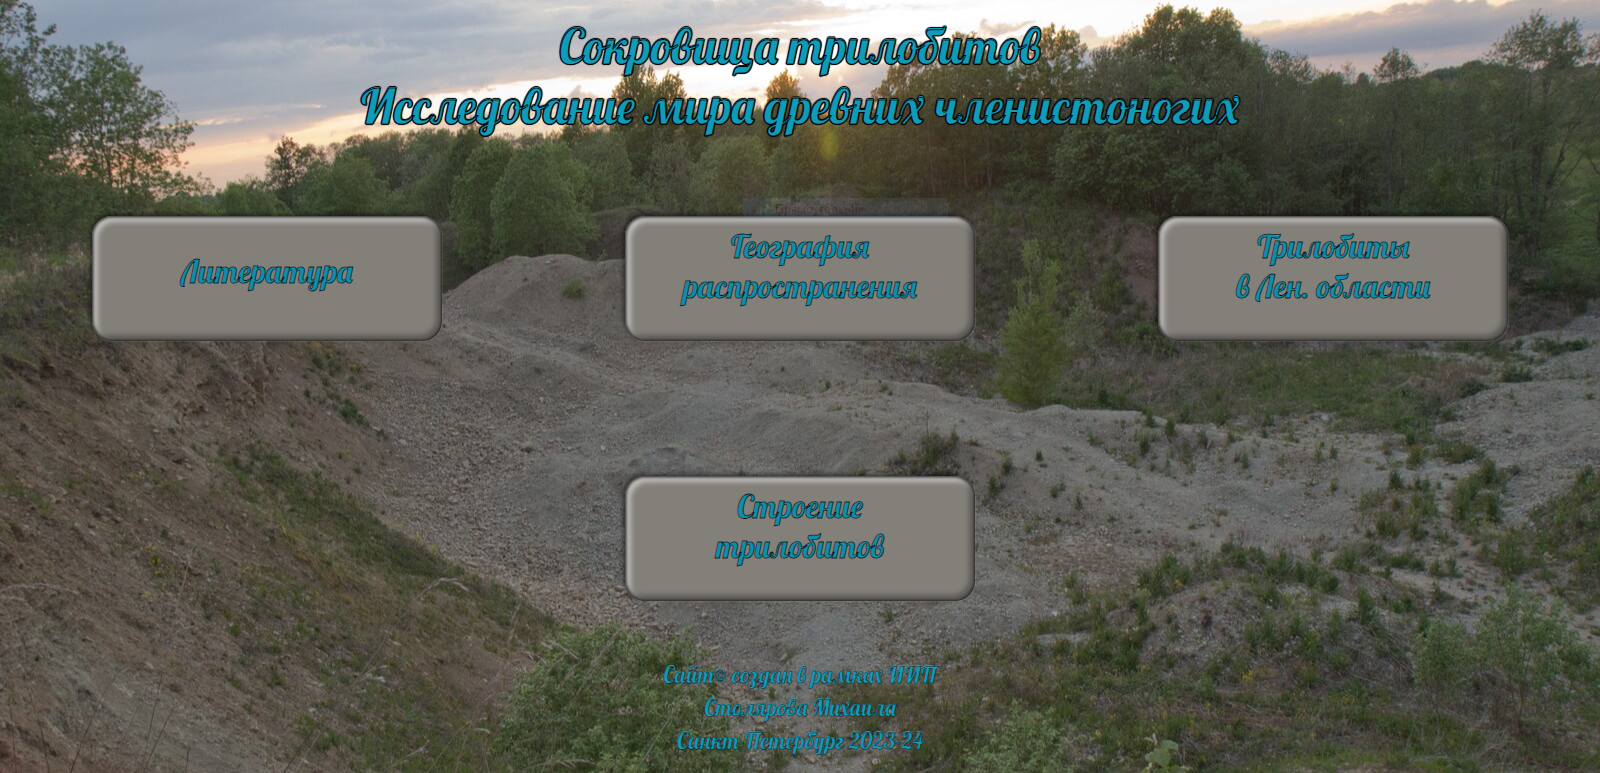 Сокровища трилобитов
Исследование мира древних членистоногих
Литература
География
распространения
Трилобиты
в Лен. области
Строение
трилобитов
Сайт© создан в рамках ИИП
Столярова Михаила
Санкт-Петербург 2023-24